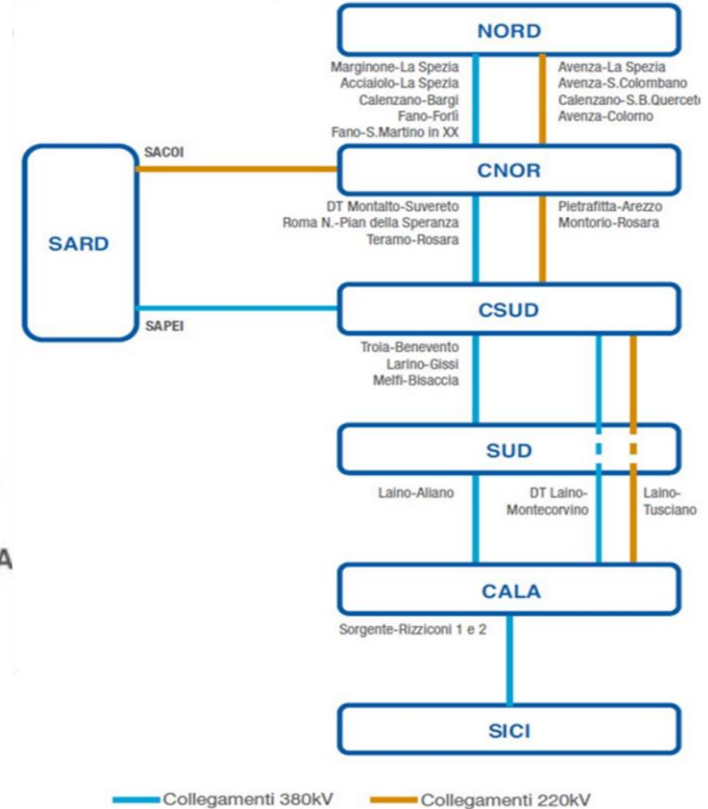 NORD
Marginone-La Spezia
Acciaiolo-La Spezia
Calenzano-Bargi
Fano-Forlì
Fano-S.Martino in XX
Avenza-La Spezia
Avenza-S.Colombano
Calenzano-S.B.Querceto
Avenza-Colorno
SACOI
CNOR
DT Montalto-Suvereto
Roma N.-Pian della Speranza
Teramo-Rosara
Pietrafitta-Arezzo
Montorio-Rosara
SARD
CSUD
SAPEI
Troia-Benevento
Larino-Gissi
Melfi-Bisaccia
SUD
Laino-Aliano
DT Laino-
Montecorvino
Laino-
Tusciano
A
CALA
Sorgente-Rizziconi 1 e 2
SICI
Collegamenti 380kV
Collegamenti 220kV